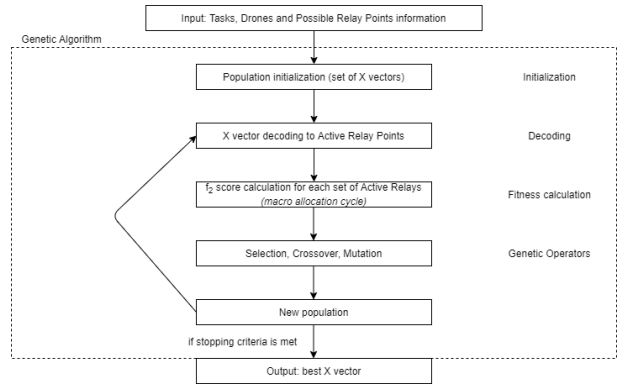 Input: Tasks, Drones and Possible Relay Points information
Genetic Algorithm
Population initialization (set of X vectors)
Initialization
X vector decoding to Active Relay Points
Decoding
f₂ score calculation for each set of Active Relays
(macro allocation cycle)
Fitness calculation
Selection, Crossover, Mutation
Genetic Operators
New population
if stopping criteria is met
Output: best X vector